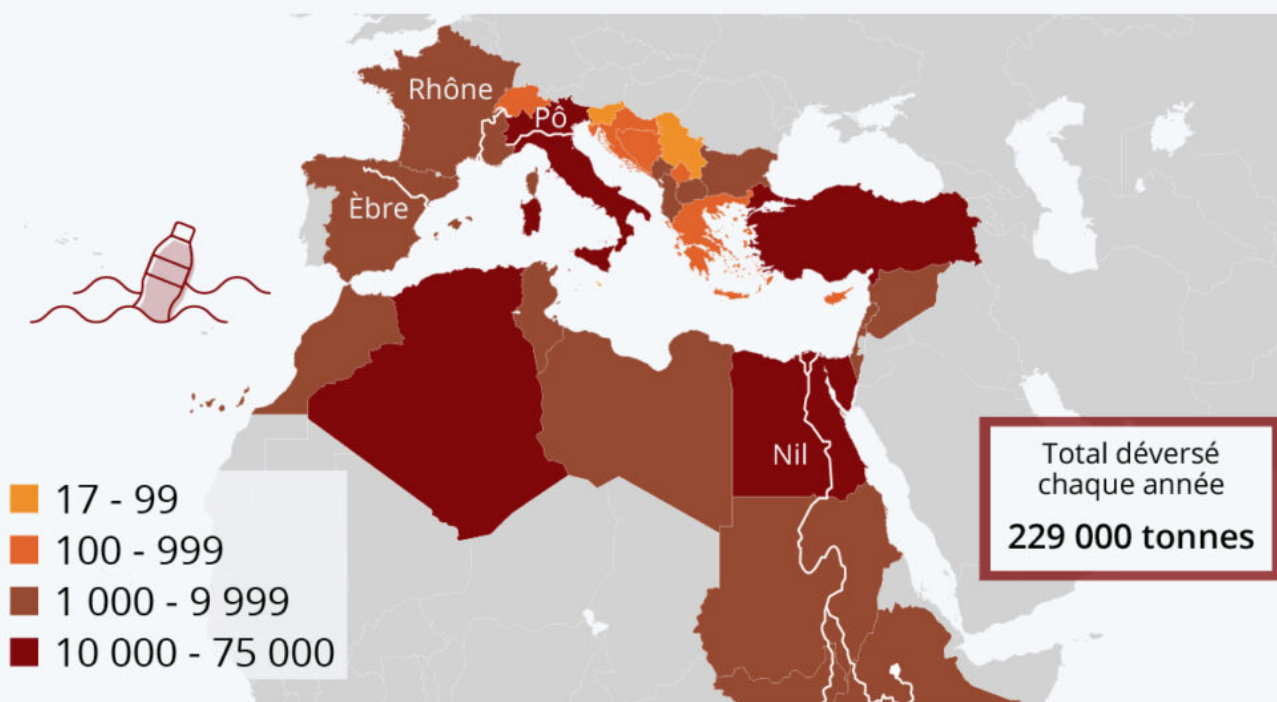 Rhône
Pô
Èbre
Nil
17 - 99
100 - 999
1 000 - 9 999
10 000 - 75 000
Total déversé
chaque année
229 000 tonnes